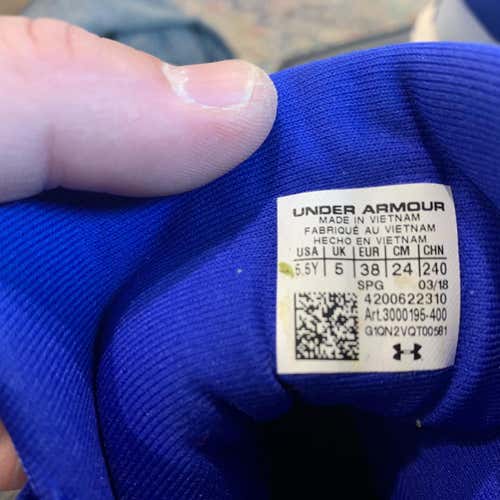 UNDER ARMOUR
MADE IN VIETNAM
FABRIQUÉ AU VIETNAM
HECHO EN VIETNAM
USA UK EUR CM CHN
5.5Y 5 38 24 240
SPG 03/18
4200622310
Art.3000195-400
G1QN2VQT00581